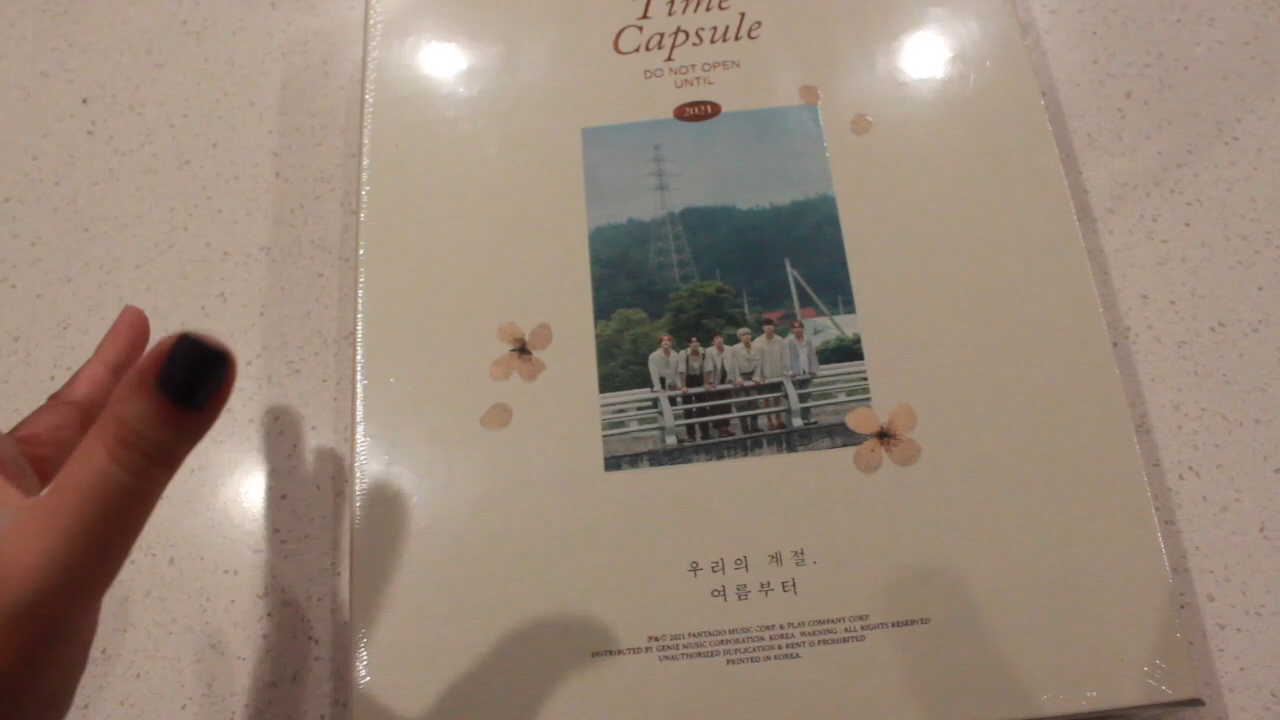 Time
Capsule
DO NOT OPEN
UNTIL
2021
우리의 계절,
여름부터
℗&© 2021 FANTAGIO MUSIC CORP. & PLAY COMPANY CORP.
DISTRIBUTED BY GENIE MUSIC CORPORATION, KOREA. WARNING : ALL RIGHTS RESERVED
UNAUTHORIZED DUPLICATION & RENT IS PROHIBITED
PRINTED IN KOREA.